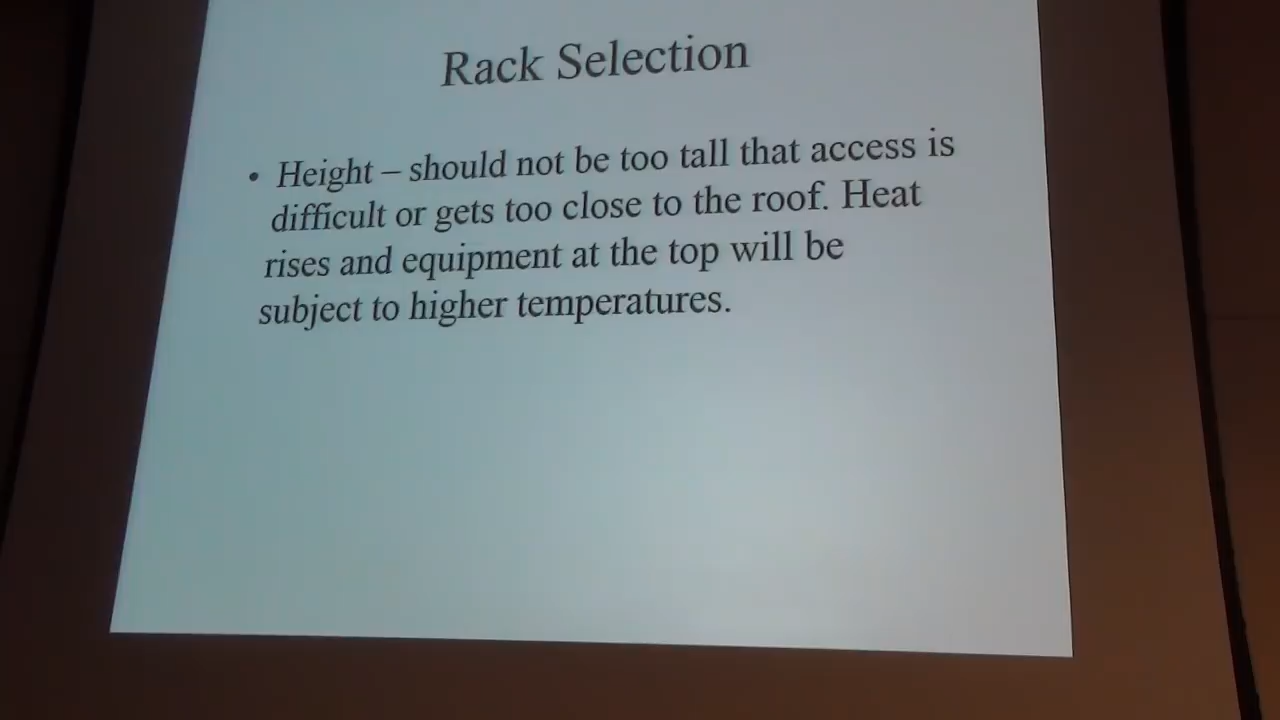 Rack Selection
• Height – should not be too tall that access is
difficult or gets too close to the roof. Heat
rises and equipment at the top will be
subject to higher temperatures.